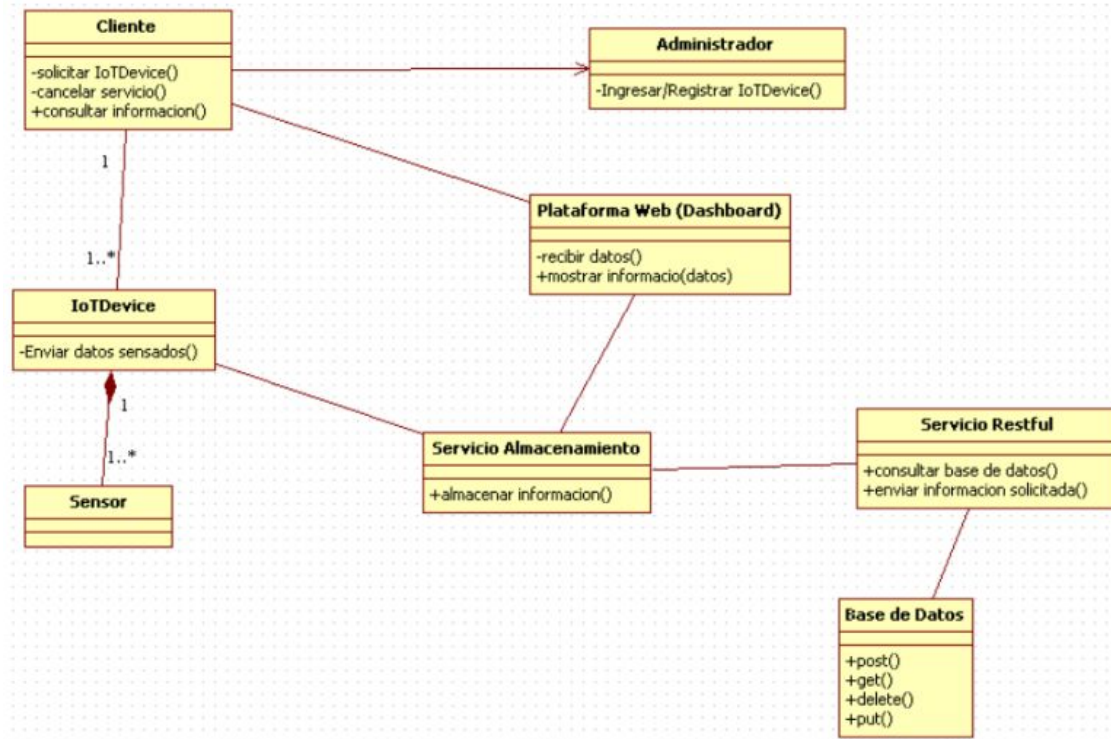 Cliente
-solicitar IoTDevice()
-cancelar servicio()
+consultar informacion()
Administrador
-Ingresar/Registrar IoTDevice()
1
1..*
Plataforma Web (Dashboard)
-recibir datos()
+mostrar informacio(datos)
IoTDevice
-Enviar datos sensados()
1
1..*
Sensor
Servicio Almacenamiento
+almacenar informacion()
Servicio Restful
+consultar base de datos()
+enviar informacion solicitada()
Base de Datos
+post()
+get()
+delete()
+put()